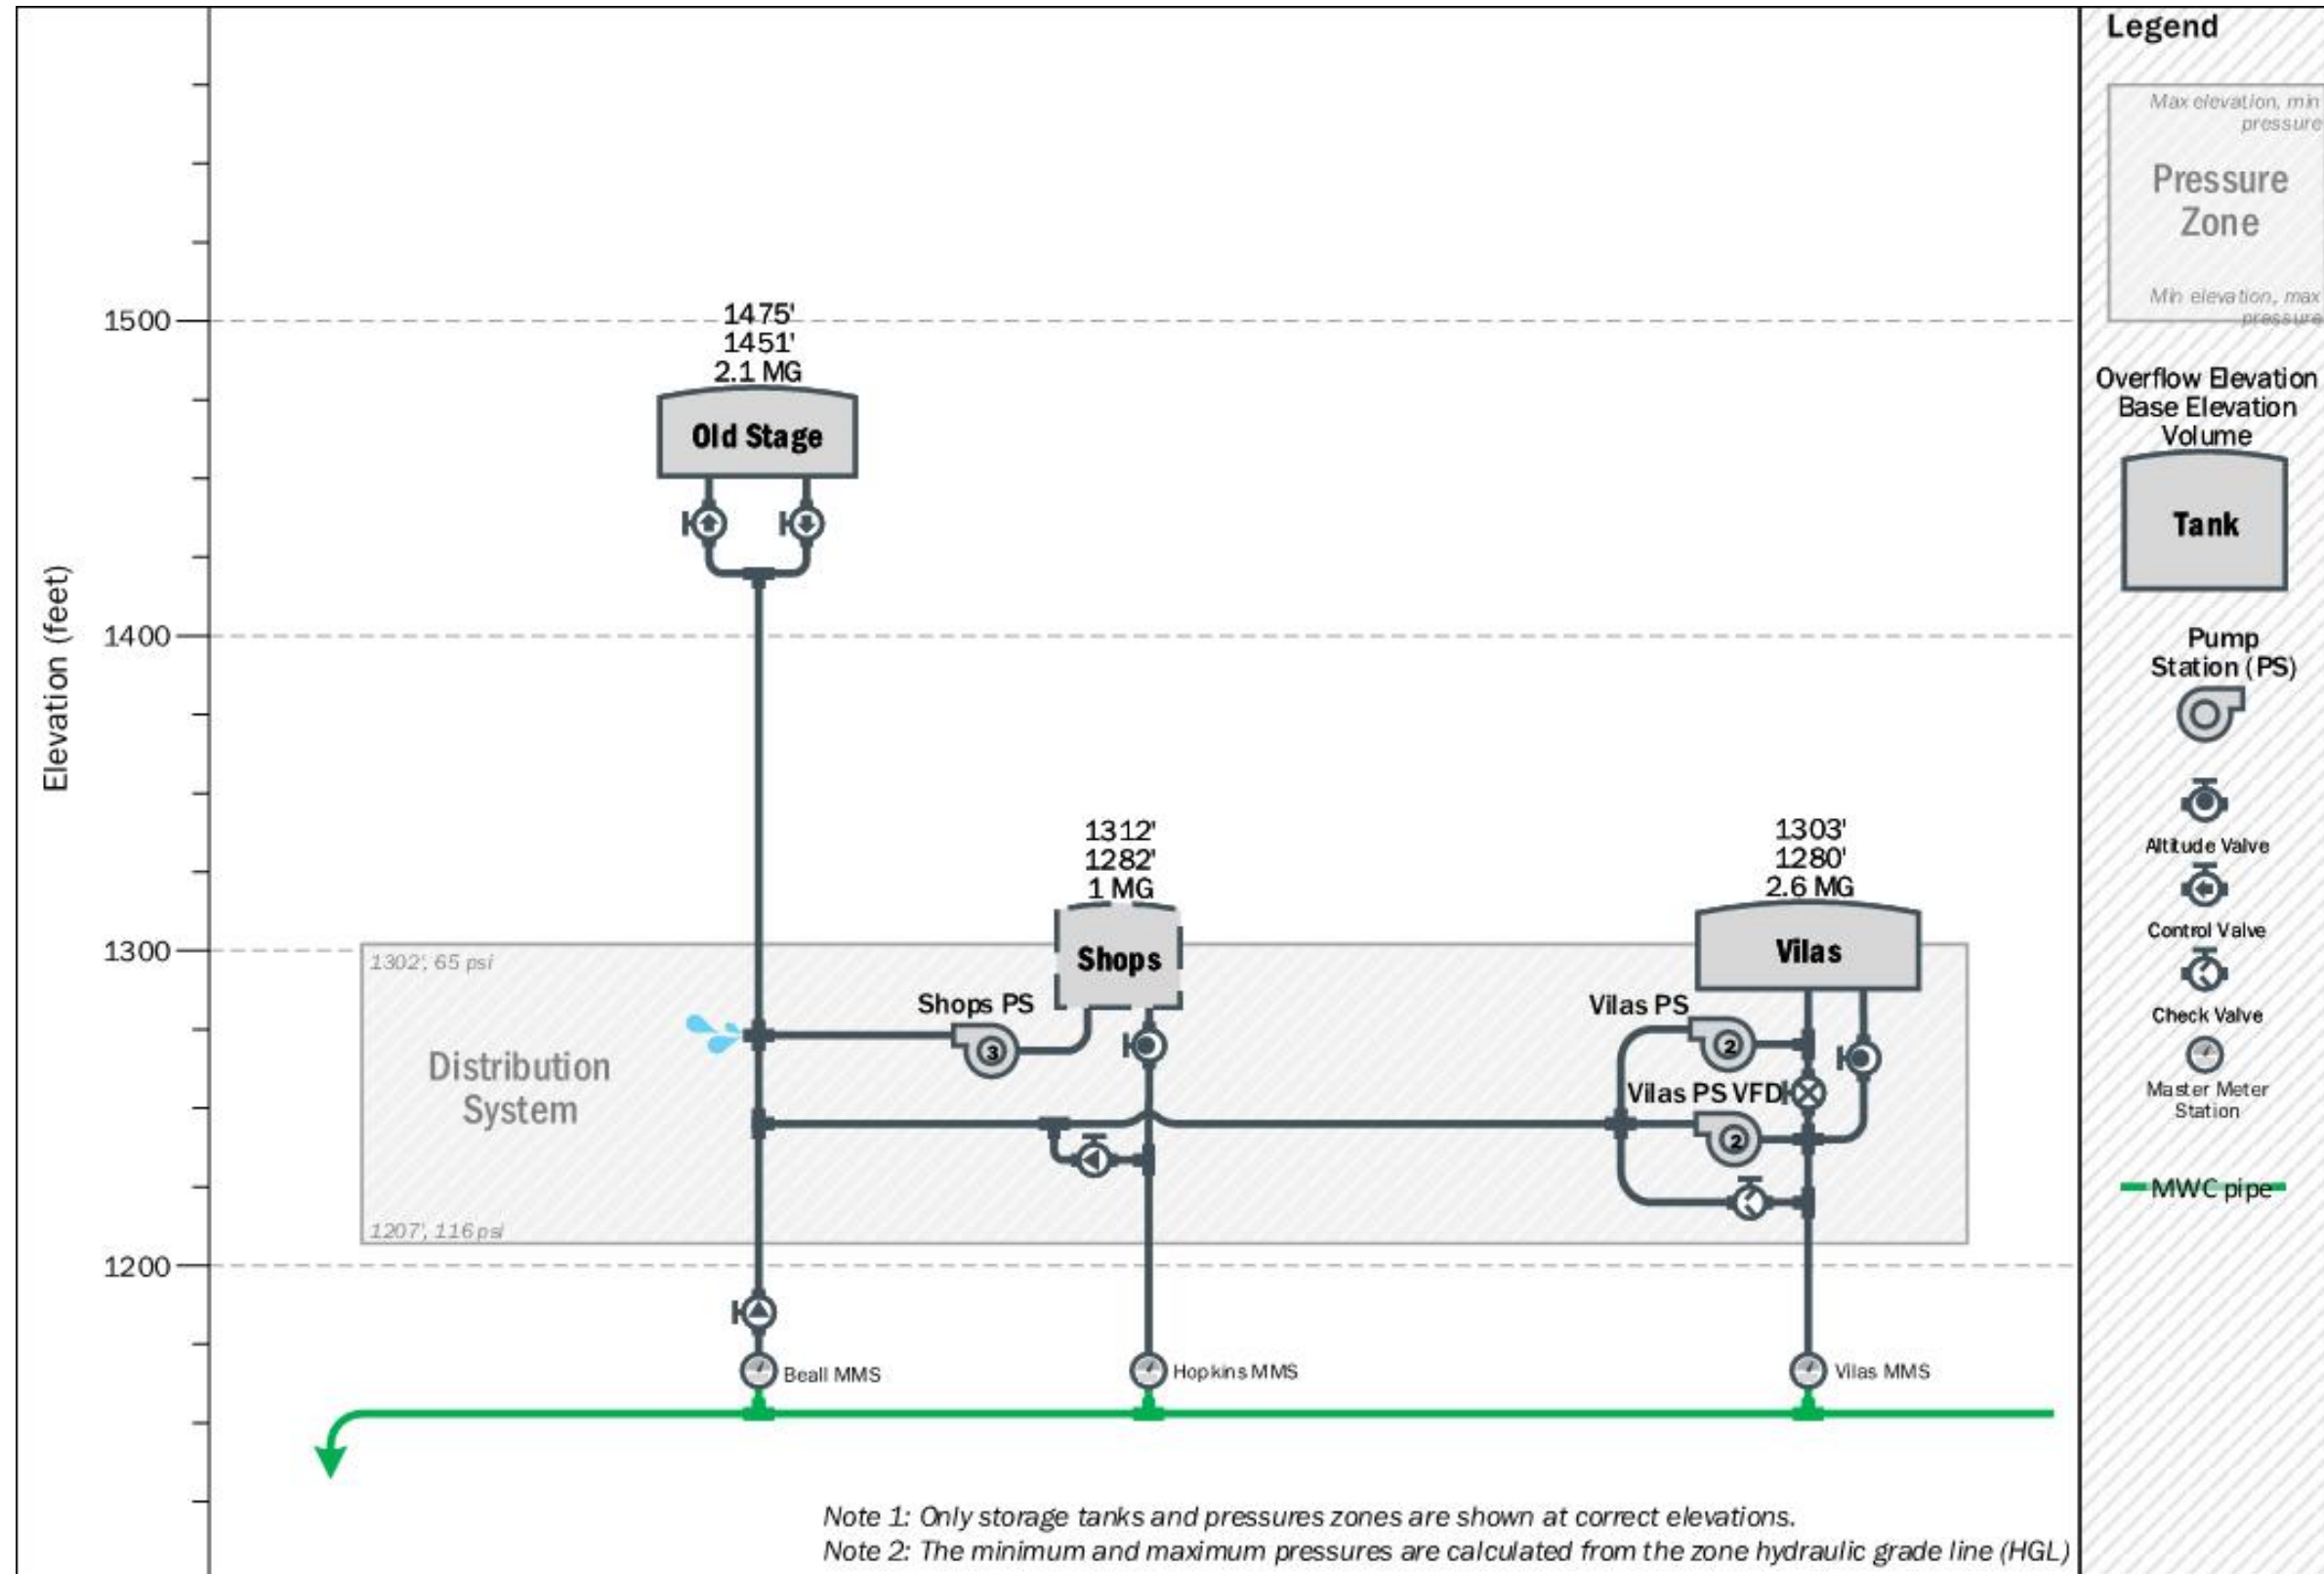 Legend
Max elevation, min
pressure
Pressure
Zone
Min elevation, max
pressure
Overflow Elevation
Base Elevation
Volume
Tank
Pump
Station (PS)
Altitude Valve
Control Valve
Check Valve
Master Meter
Station
MWC pipe
Elevation (feet)
1500
1400
1300
1200
1475'
1451'
2.1 MG
Old Stage
1312'
1282'
1 MG
Shops
1303'
1280'
2.6 MG
Vilas
1302', 65 psi
Shops PS
3
Vilas PS
2
Distribution
System
Vilas PS VFD
2
1207', 116 psi
Beall MMS
Hopkins MMS
Vilas MMS
Note 1: Only storage tanks and pressures zones are shown at correct elevations.
Note 2: The minimum and maximum pressures are calculated from the zone hydraulic grade line (HGL)